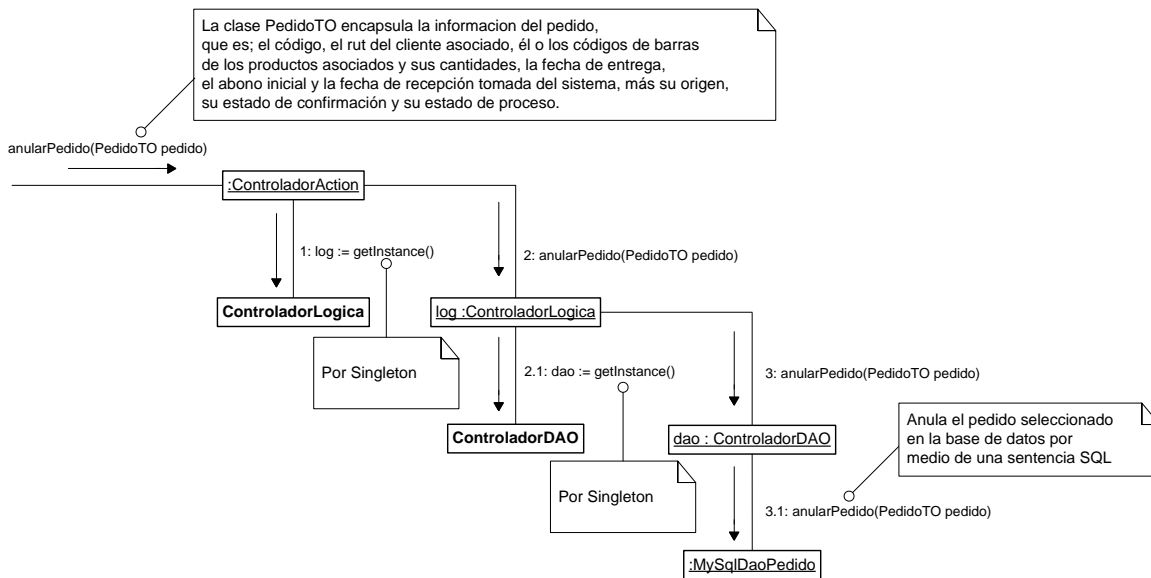 La clase PedidoTO encapsula la informacion del pedido,
que es; el código, el rut del cliente asociado, él o los códigos de barras
de los productos asociados y sus cantidades, la fecha de entrega,
el abono inicial y la fecha de recepción tomada del sistema, más su origen,
su estado de confirmación y su estado de proceso.
anularPedido(PedidoTO pedido)
:ControladorAction
1: log := getInstance()
2: anularPedido(PedidoTO pedido)
ControladorLogica
log :ControladorLogica
Por Singleton
2.1: dao := getInstance()
3: anularPedido(PedidoTO pedido)
ControladorDAO
dao : ControladorDAO
Anula el pedido seleccionado
en la base de datos por
medio de una sentencia SQL
Por Singleton
3.1: anularPedido(PedidoTO pedido)
:MySqlDaoPedido